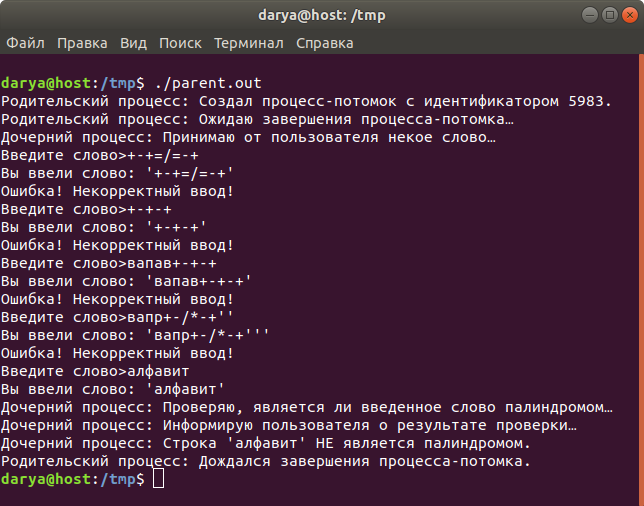 darya@host: /tmp
Файл Правка Вид Поиск Терминал Справка
darya@host:/tmp$ ./parent.out
Родительский процесс: Создал процесс-потомок с идентификатором 5983.
Родительский процесс: Ожидаю завершения процесса-потомка…
Дочерний процесс: Принимаю от пользователя некое слово…
Введите слово>+-+=/=-+
Вы ввели слово: '+-+=/=-+'
Ошибка! Некорректный ввод!
Введите слово>+-+-+
Вы ввели слово: '+-+-+'
Ошибка! Некорректный ввод!
Введите слово>вапав+-+-+
Вы ввели слово: 'вапав+-+-+'
Ошибка! Некорректный ввод!
Введите слово>вапр+-/*-+''
Вы ввели слово: 'вапр+-/*-+'''
Ошибка! Некорректный ввод!
Введите слово>алфавит
Вы ввели слово: 'алфавит'
Дочерний процесс: Проверяю, является ли введенное слово палиндромом…
Дочерний процесс: Информирую пользователя о результате проверки…
Дочерний процесс: Строка 'алфавит' НЕ является палиндромом.
Родительский процесс: Дождался завершения процесса-потомка.
darya@host:/tmp$